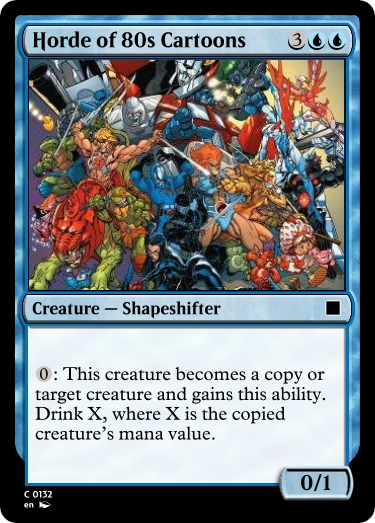 Horde of 80s Cartoons 3
Creature — Shapeshifter
0: This creature becomes a copy or
target creature and gains this ability.
Drink X, where X is the copied
creature's mana value.
0/1
C 0132
en